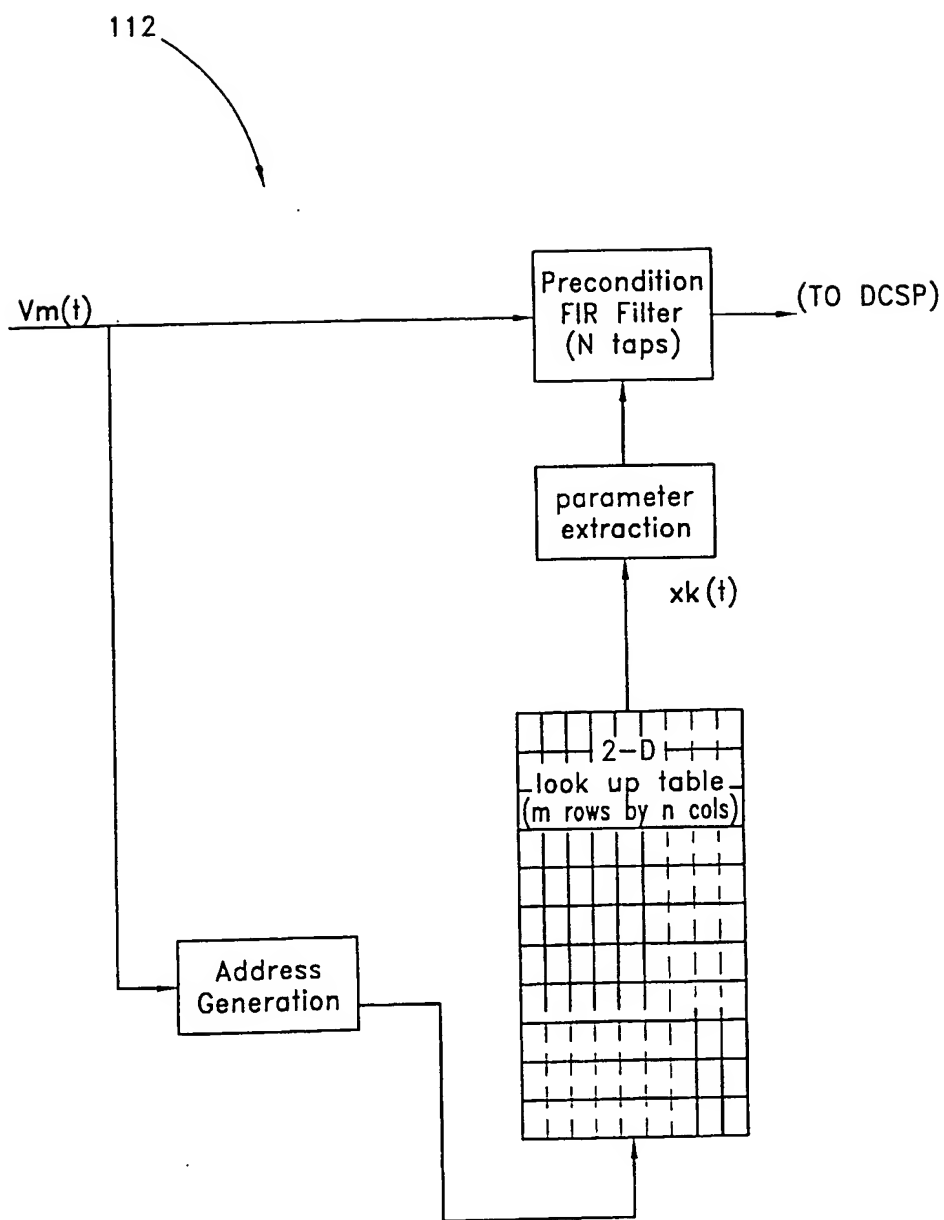 112
Vm(t)
Precondition
FIR Filter
(N taps)
(TO DCSP)
parameter
extraction
xk(t)
2-D
look up table
(m rows by n cols)
Address
Generation